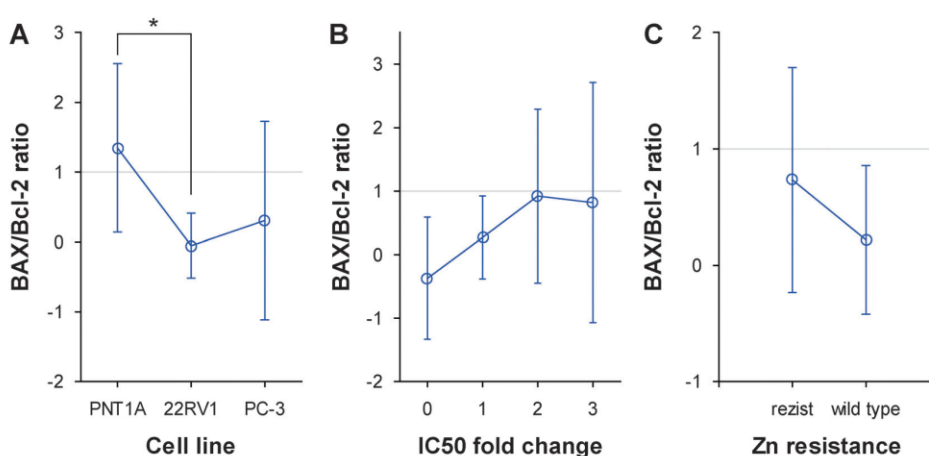 A
BAX/Bcl-2 ratio
3
2
1
0
-1
-2
*
PNT1A 22RV1 PC-3
Cell line
B
BAX/Bcl-2 ratio
3
2
1
0
-1
-2
0 1 2 3
IC50 fold change
C
BAX/Bcl-2 ratio
2
1
0
-1
rezist wild type
Zn resistance